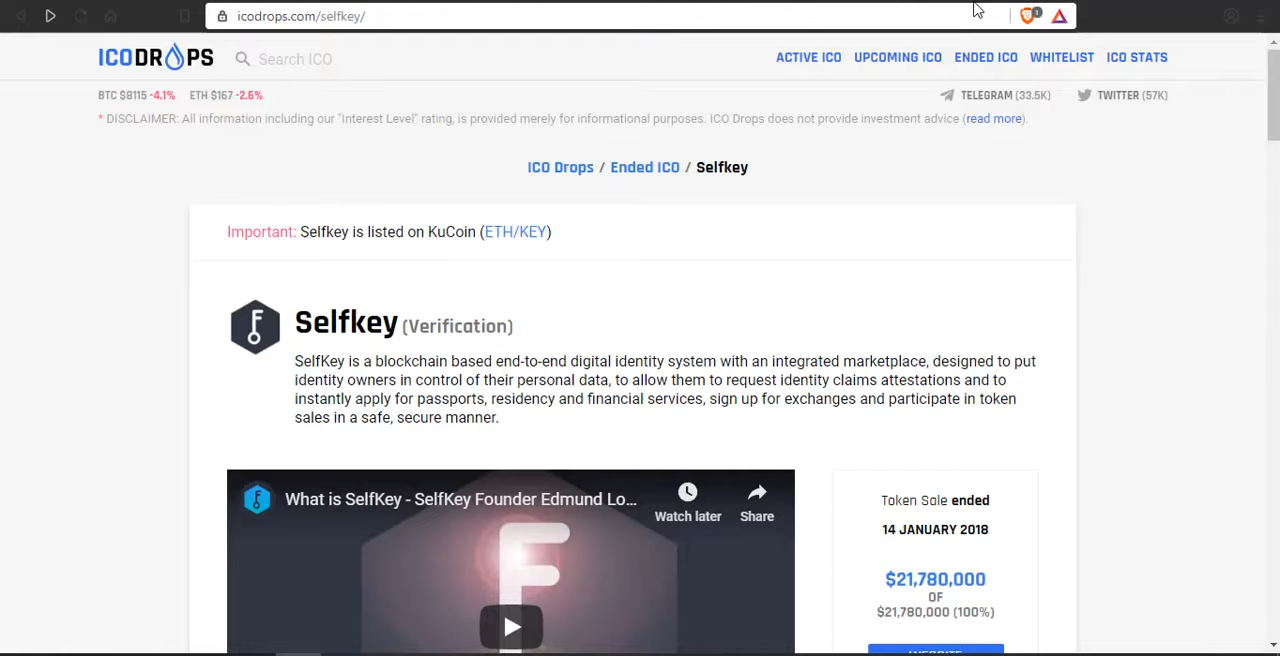 icodrops.com/selfkey/
1
ICODROPS
Search ICO
ACTIVE ICO UPCOMING ICO ENDED ICO WHITELIST ICO STATS
BTC $8115 -4.1% ETH $167 -2.6%
TELEGRAM (33.5K) TWITTER (57K)
* DISCLAIMER: All information including our "Interest Level" rating, is provided merely for informational purposes. ICO Drops does not provide investment advice (read more).
ICO Drops / Ended ICO / Selfkey
Important: Selfkey is listed on KuCoin (ETH/KEY)
Selfkey (Verification)
SelfKey is a blockchain based end-to-end digital identity system with an integrated marketplace, designed to put
identity owners in control of their personal data, to allow them to request identity claims attestations and to
instantly apply for passports, residency and financial services, sign up for exchanges and participate in token
sales in a safe, secure manner.
What is SelfKey - SelfKey Founder Edmund Lo...
Watch later
Share
Token Sale ended
14 JANUARY 2018
$21,780,000
OF
$21,780,000 (100%)
WEBSITE